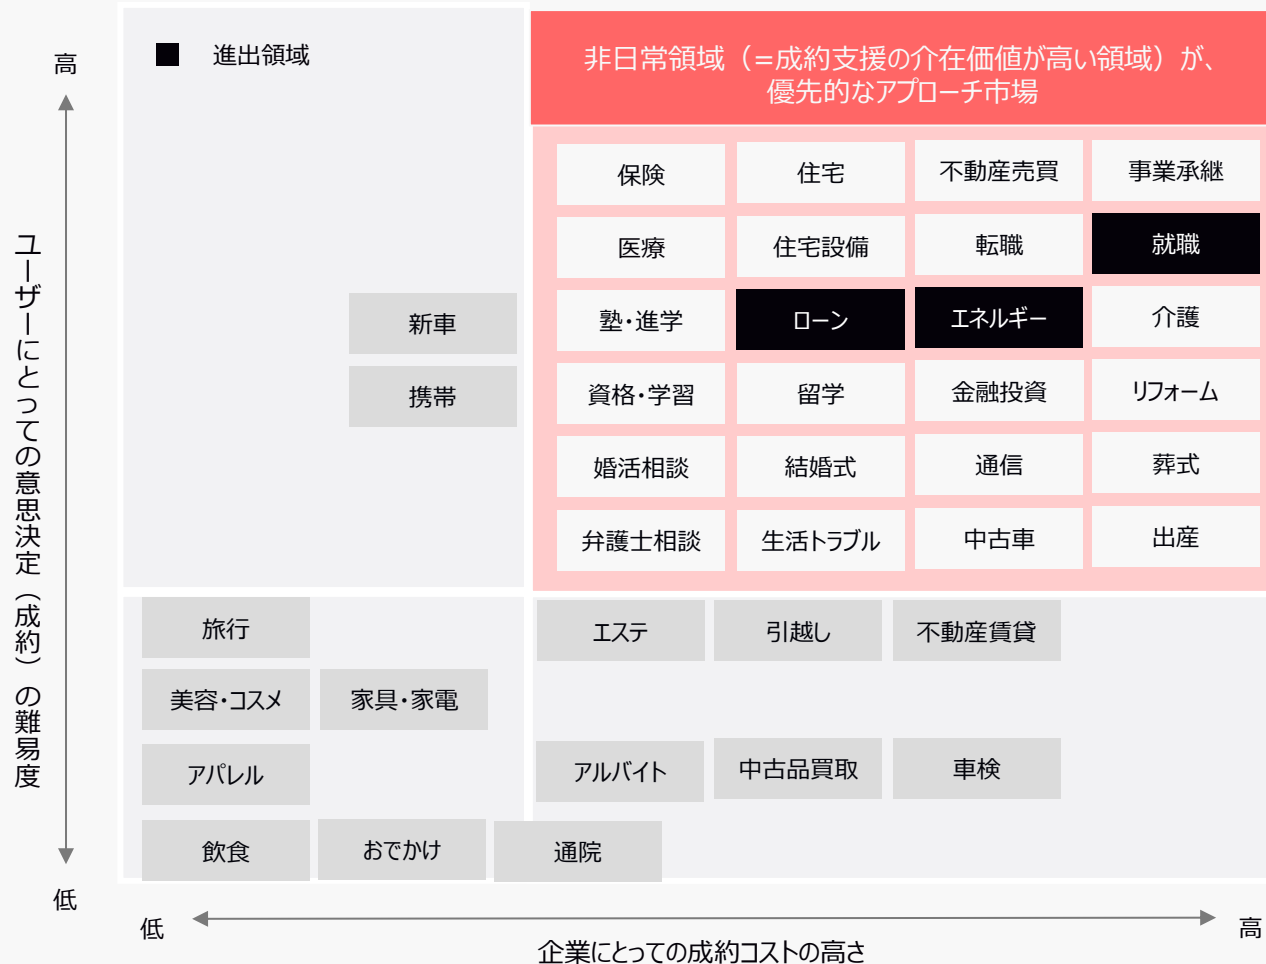 高
進出領域
非日常領域（=成約支援の介在価値が高い領域）が、
優先的なアプローチ市場
保険
住宅
不動産売買
事業承継
医療
住宅設備
転職
就職
新車
塾・進学
ローン
エネルギー
介護
携帯
資格・学習
留学
金融投資
リフォーム
婚活相談
結婚式
通信
葬式
弁護士相談
生活トラブル
中古車
出産
ユーザーにとっての意思決定（成約）の難易度
旅行
エステ
引越し
不動産賃貸
美容・コスメ
家具・家電
アパレル
アルバイト
中古品買取
車検
飲食
おでかけ
通院
低
低
高
企業にとっての成約コストの高さ